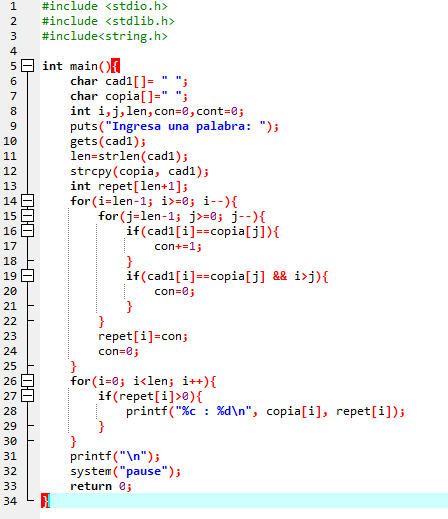 1 #include <stdio.h>
2 #include <stdlib.h>
3 #include<string.h>
4
5 int main(){
6 char cad1[]= " ";
7 char copia[]=" ";
8 int i,j,len,con=0,cont=0;
9 puts("Ingresa una palabra: ");
10 gets(cad1);
11 len=strlen(cad1);
12 strcpy(copia, cad1);
13 int repet[len+1];
14 for(i=len-1; i>=0; i--){
15 for(j=len-1; j>=0; j--){
16 if(cad1[i]==copia[j]){
17 con+=1;
18 }
19 if(cad1[i]==copia[j] && i>j){
20 con=0;
21 }
22 }
23 repet[i]=con;
24 con=0;
25 }
26 for(i=0; i<len; i++){
27 if(repet[i]>0){
28 printf("%c : %d\n", copia[i], repet[i]);
29 }
30 }
31 printf("\n");
32 system("pause");
33 return 0;
34 }